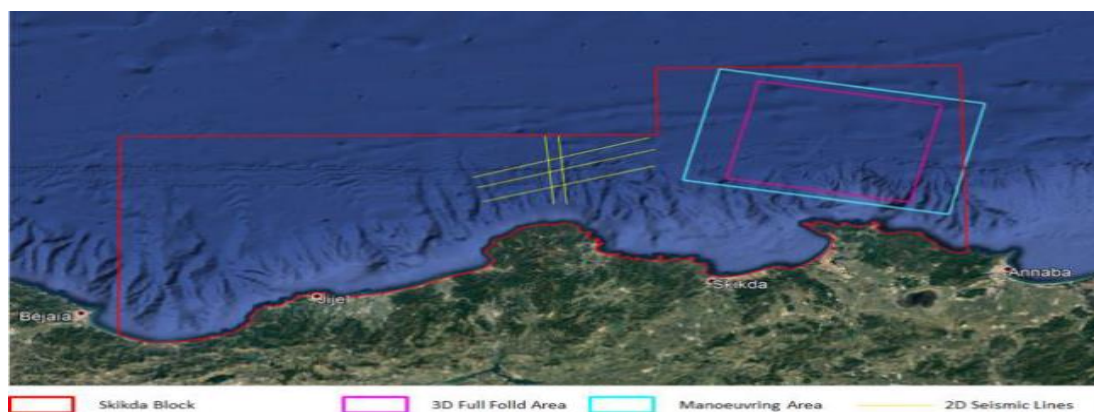 Annaba
Skikda
Jijel
Bejaia
Skikda Block 3D Full Folld Area Manoeuvring Area 2D Seismic Lines